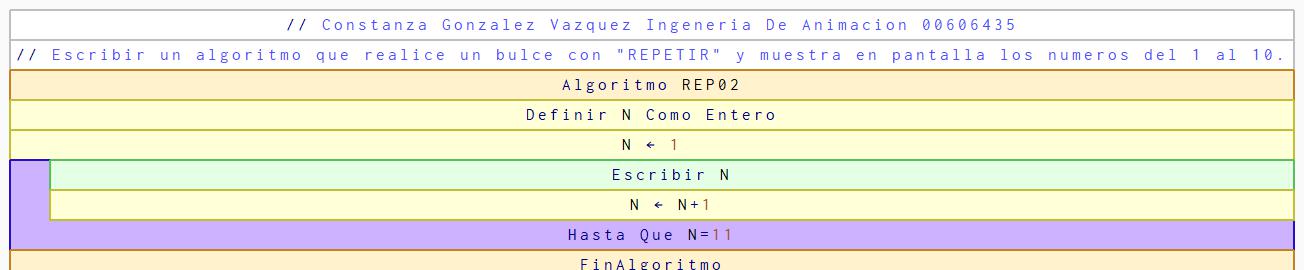 // Constanza Gonzalez Vazquez Ingeneria De Animacion 00606435
// Escribir un algoritmo que realice un bulce con "REPETIR" y muestra en pantalla los numeros del 1 al 10.
Algoritmo REP02
Definir N Como Entero
N ← 1
Escribir N
N ← N+1
Hasta Que N=11
FinAlgoritmo